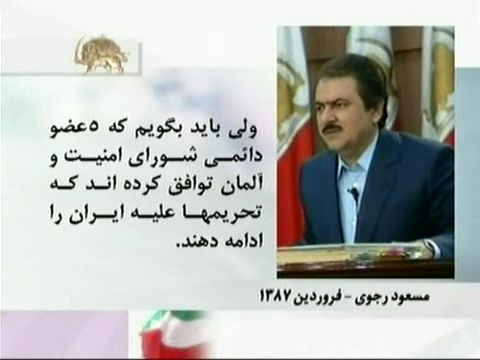 ولی باید بگویم که ۵عضو
دائمی شورای امنیت و
آلمان توافق کرده اند که
تحریمها علیه ایران را
ادامه دهند.
مسعود رجوی - فروردین ۱۳۸۷